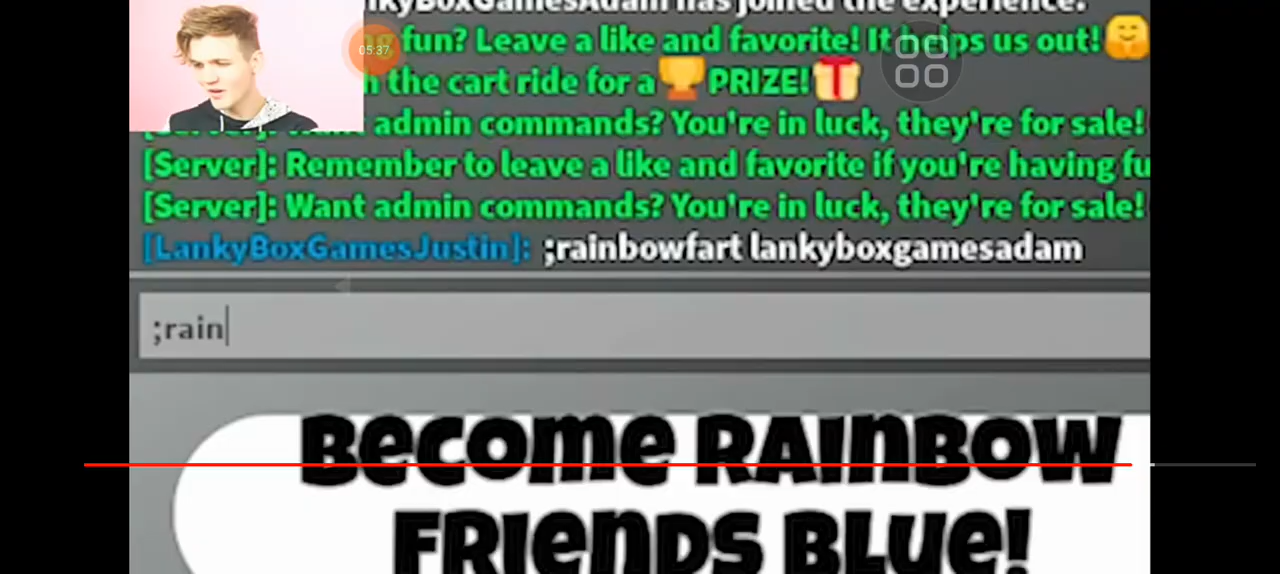 has joined the experience.
fun? Leave a like and favorite! It ps us out!
05:37
the cart ride for a PRIZE!
admin commands? You're in luck, they're for sale!
[Server]: Remember to leave a like and favorite if you're having fu
[Server]: Want admin commands? You're in luck, they're for sale!
[LankyBoxGamesJustin]: ;rainbowfart lankyboxgamesadam
;rain
BECOME RAINBOW
FRIENDS BLUE!